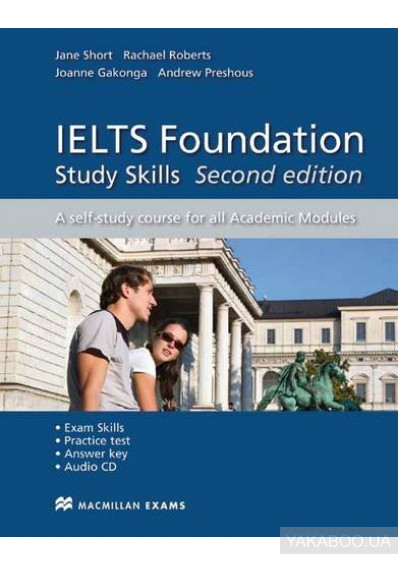 Jane Short Rachael Roberts
Joanne Gakonga Andrew Preshous
IELTS Foundation
Study Skills Second edition
A self-study course for all Academic Modules
• Exam Skills
• Practice test
• Answer key
• Audio CD
MACMILLAN EXAMS
YAKABOO.UA